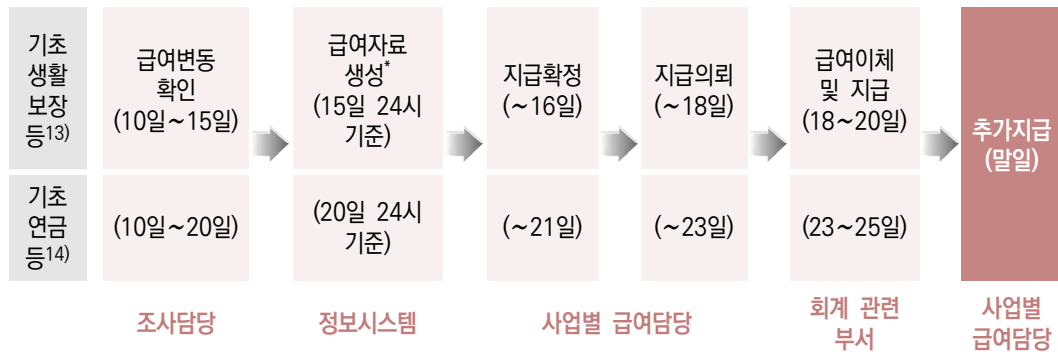 기초
생활
보장
등13)
급여변동
확인
(10일~15일)
급여자료
생성*
(15일 24시
기준)
지급확정
(~16일)
지급의뢰
(~18일)
급여이체
및 지급
(18~20일)
추가지급
(말일)
기초
연금
등14)
(10일~20일)
(20일 24시
기준)
(~21일)
(~23일)
(23~25일)
조사담당
정보시스템
사업별 급여담당
회계 관련
부서
사업별
급여담당